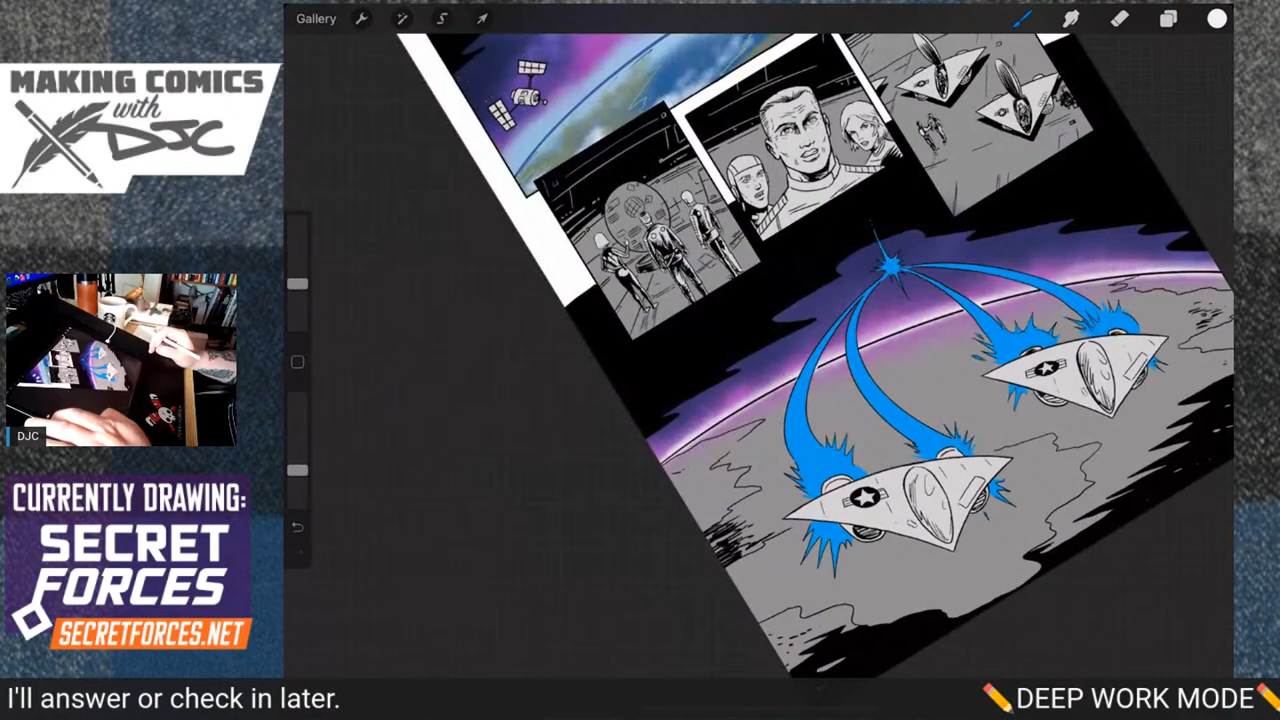 Gallery
MAKING COMICS
with
DJC
DJC
CURRENTLY DRAWING:
SECRET
FORCES
SECRETFORCES.NET
I'll answer or check in later.
✏️DEEP WORK MODE✏️